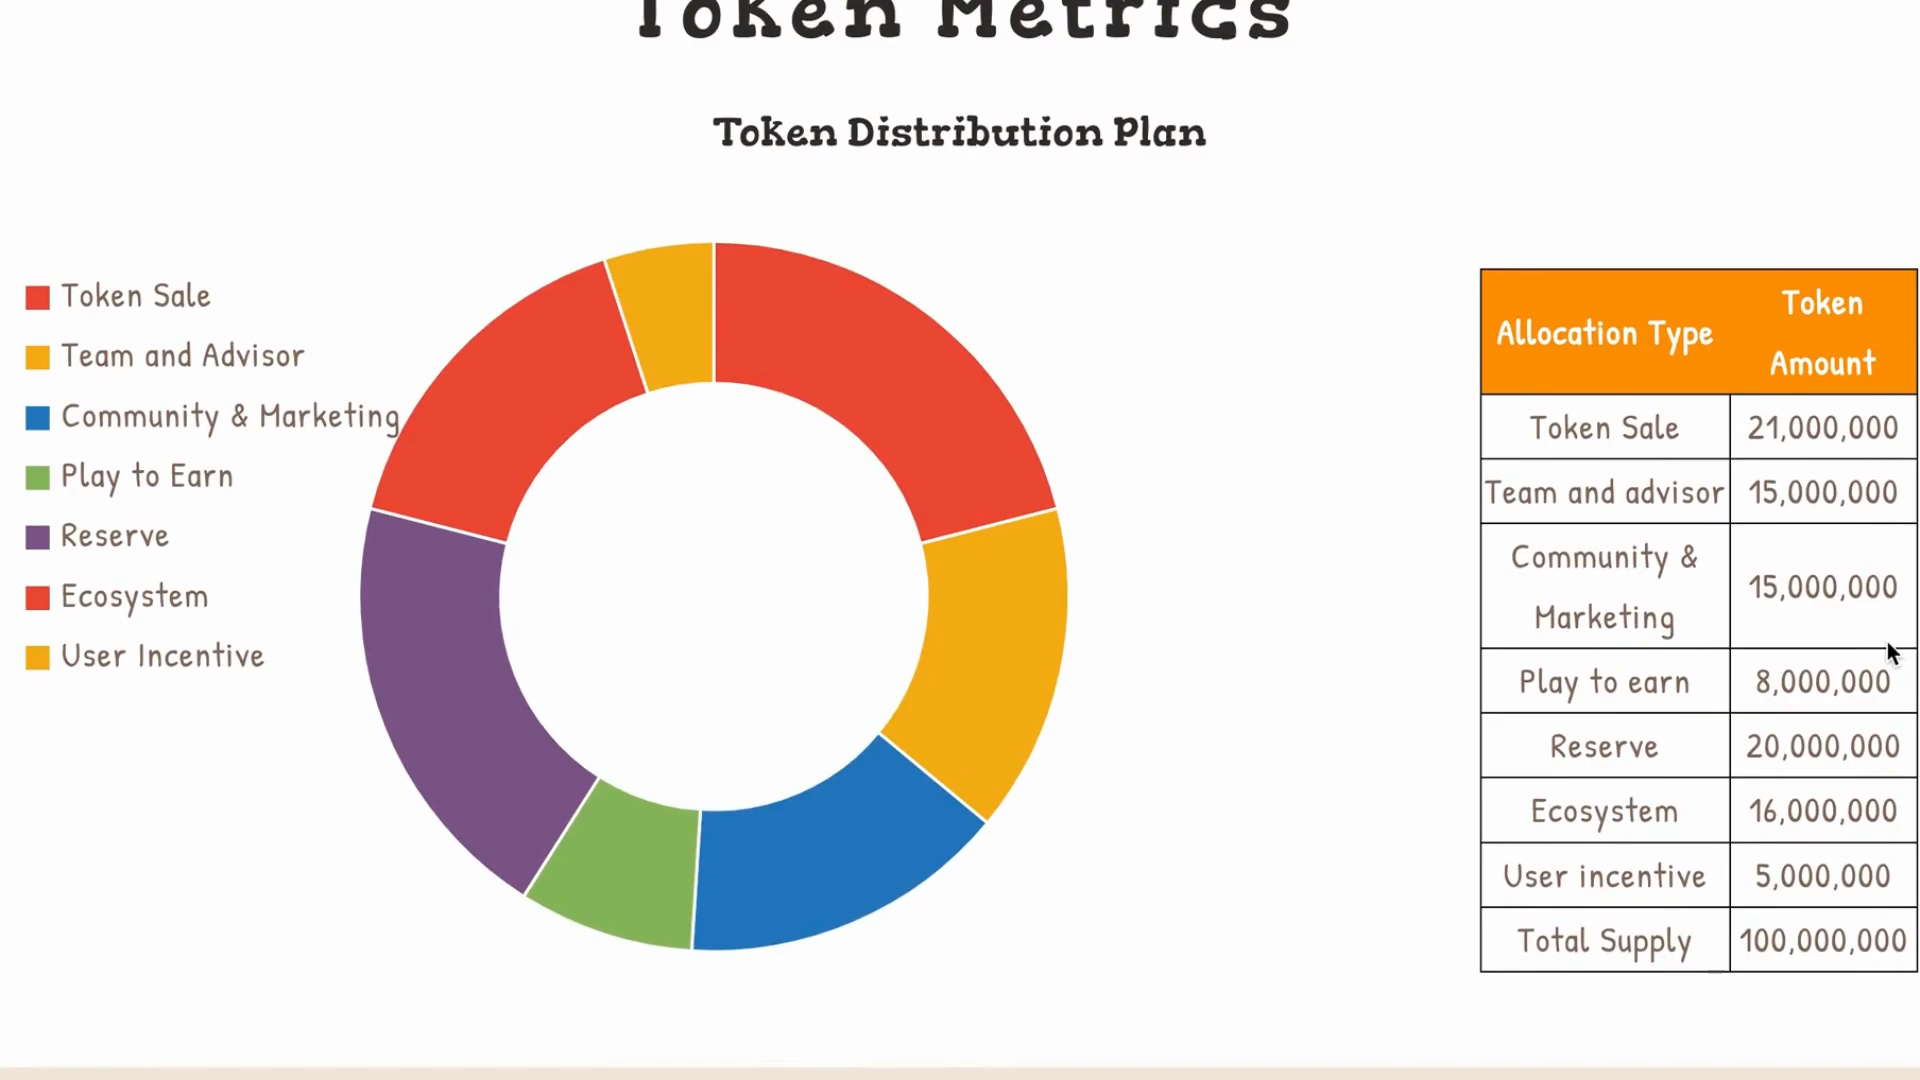 Token Metrics
Token Distribution Plan
Token Sale
Team and Advisor
Community & Marketing
Play to Earn
Reserve
Ecosystem
User Incentive
Allocation Type
Token
Amount
Token Sale
21,000,000
Team and advisor
15,000,000
Community &
Marketing
15,000,000
Play to earn
8,000,000
Reserve
20,000,000
Ecosystem
16,000,000
User incentive
5,000,000
Total Supply
100,000,000